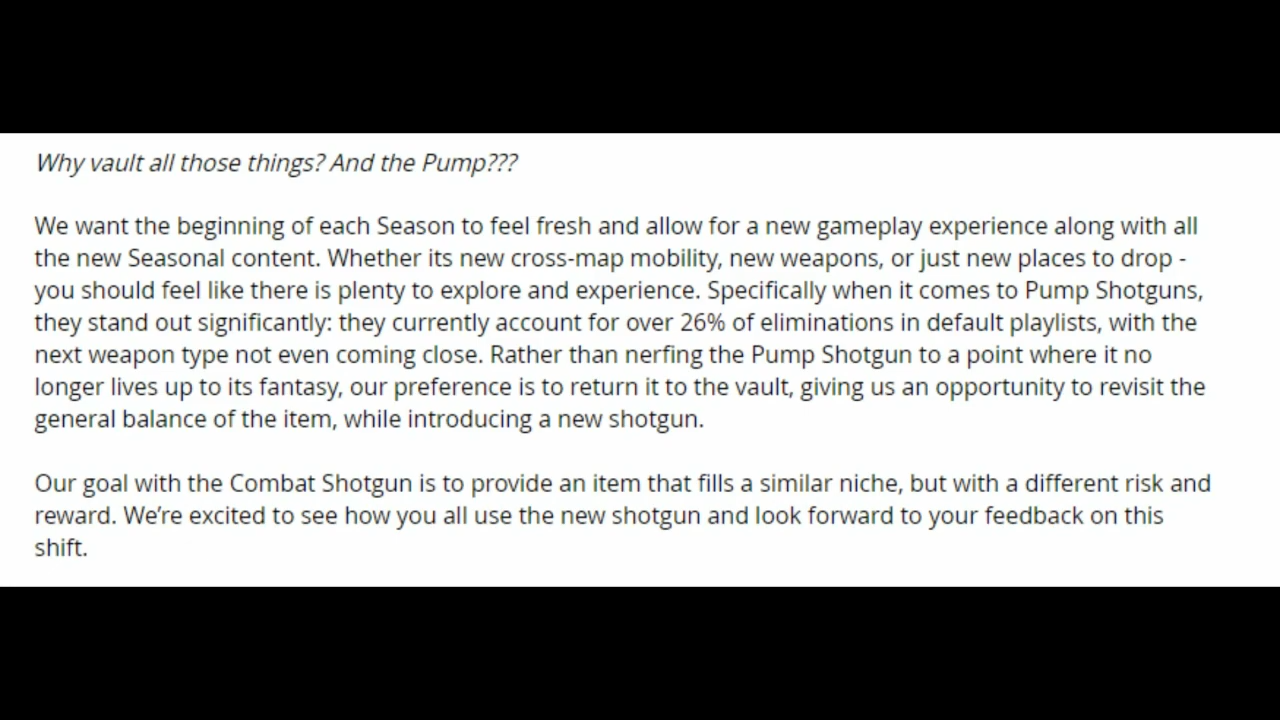 Why vault all those things? And the Pump???
We want the beginning of each Season to feel fresh and allow for a new gameplay experience along with all
the new Seasonal content. Whether its new cross-map mobility, new weapons, or just new places to drop -
you should feel like there is plenty to explore and experience. Specifically when it comes to Pump Shotguns,
they stand out significantly: they currently account for over 26% of eliminations in default playlists, with the
next weapon type not even coming close. Rather than nerfing the Pump Shotgun to a point where it no
longer lives up to its fantasy, our preference is to return it to the vault, giving us an opportunity to revisit the
general balance of the item, while introducing a new shotgun.
Our goal with the Combat Shotgun is to provide an item that fills a similar niche, but with a different risk and
reward. We’re excited to see how you all use the new shotgun and look forward to your feedback on this
shift.